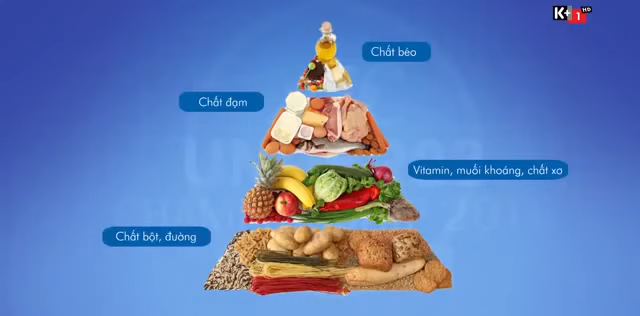 K+1 HD
Chất béo
Chất đạm
Vitamin, muối khoáng, chất xơ
Chất bột, đường